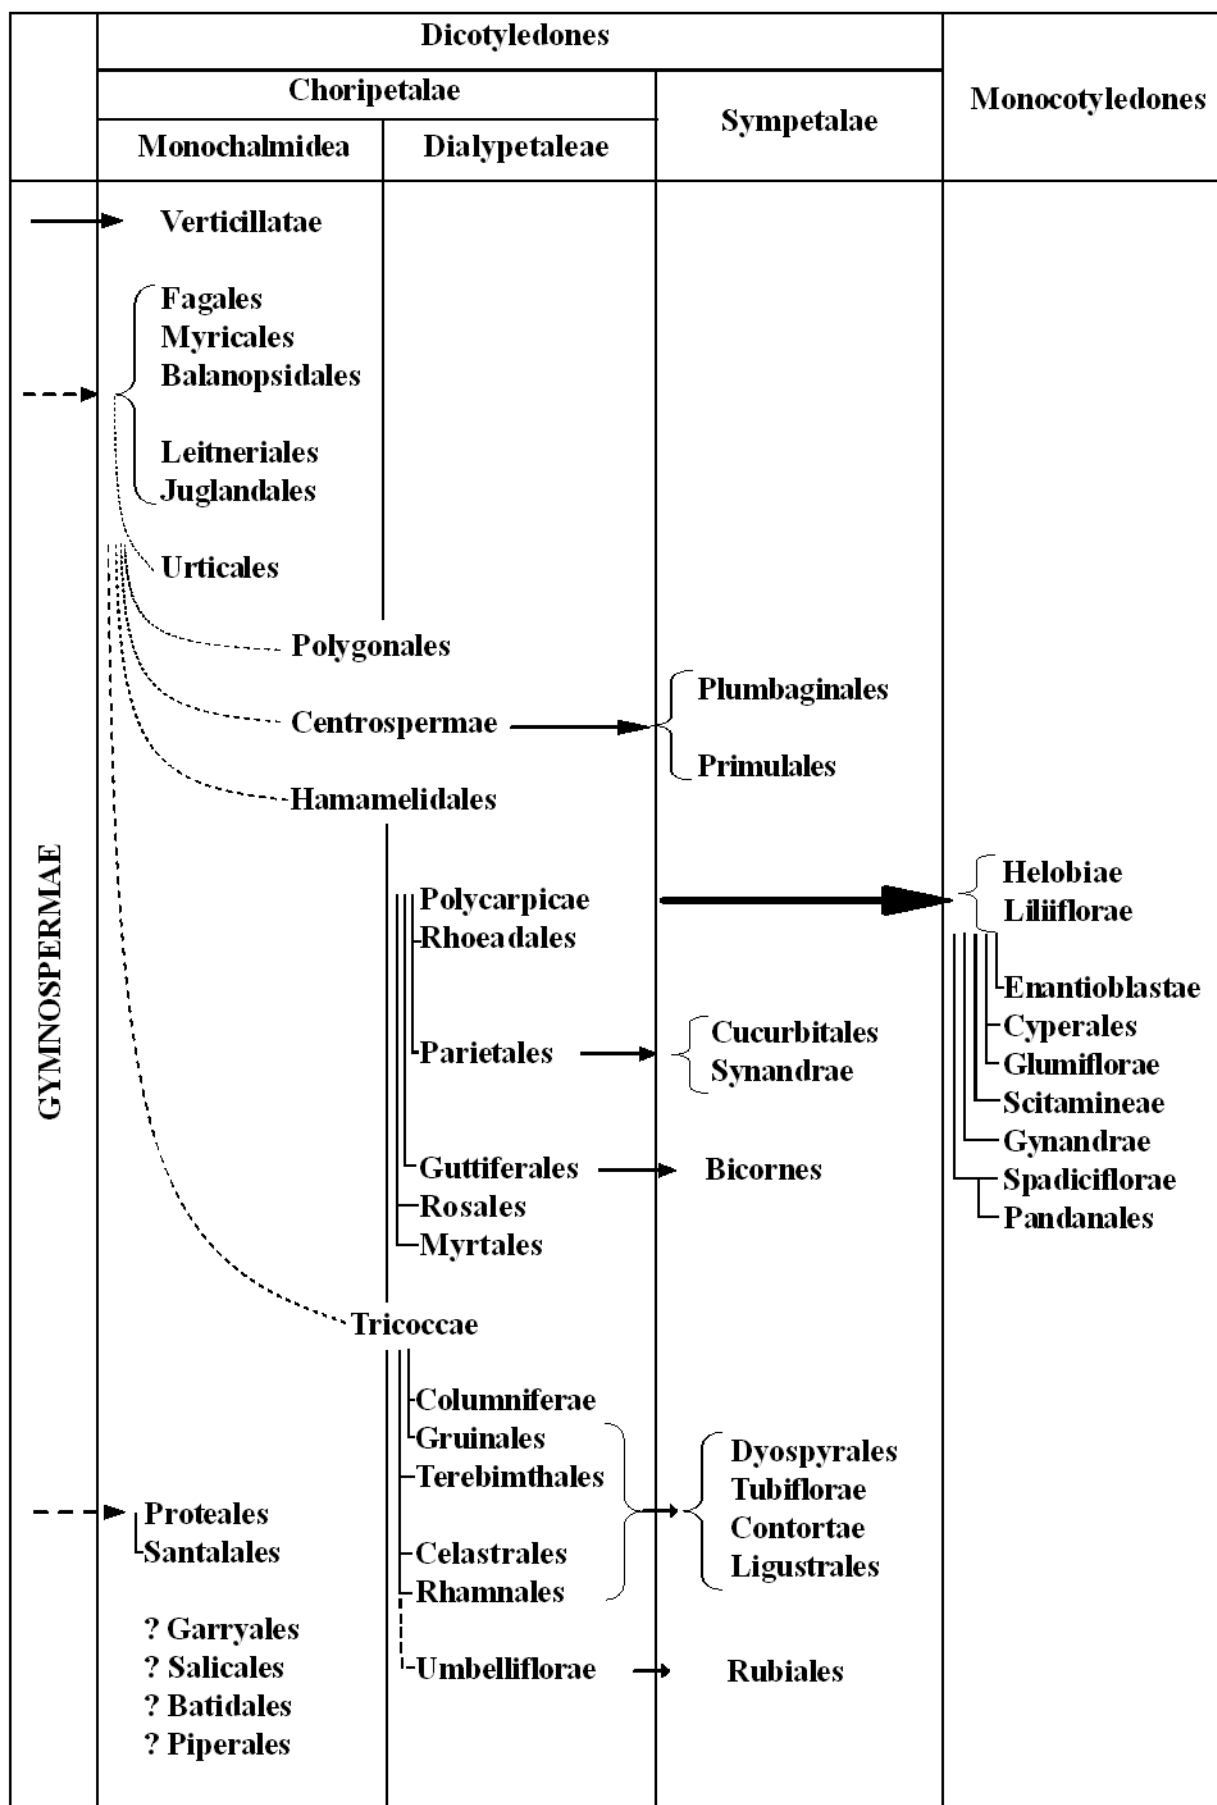 Dicotyledones
Choripetalae
Sympetalae
Monocotyledones
Monochalmidea
Dialypetaleae
GYMNOSPERMAE
Verticillatae
Fagales
Myricales
Balanopsidales
Leitneriales
Juglandales
Urticales
Polygonales
Centrospermae
Plumbaginales
Primulales
Hamamelidales
Polycarpicae
Rhoeadales
Parietales
Guttiferales
Rosales
Myrtales
Cucurbitales
Synandrae
Bicornes
Helobiae
Liliiflorae
Enantioblastae
Cyperales
Glumiflorae
Scitamineae
Gynandrae
Spadiciflorae
Pandanales
Tricoccae
Columniferae
Gruinales
Terebimthales
Celastrales
Rhamnales
Umbelliflorae
Dyospyrales
Tubiflorae
Contortae
Ligustrales
Rubiales
Proteales
Santalales
? Garryales
? Salicales
? Batidales
? Piperales